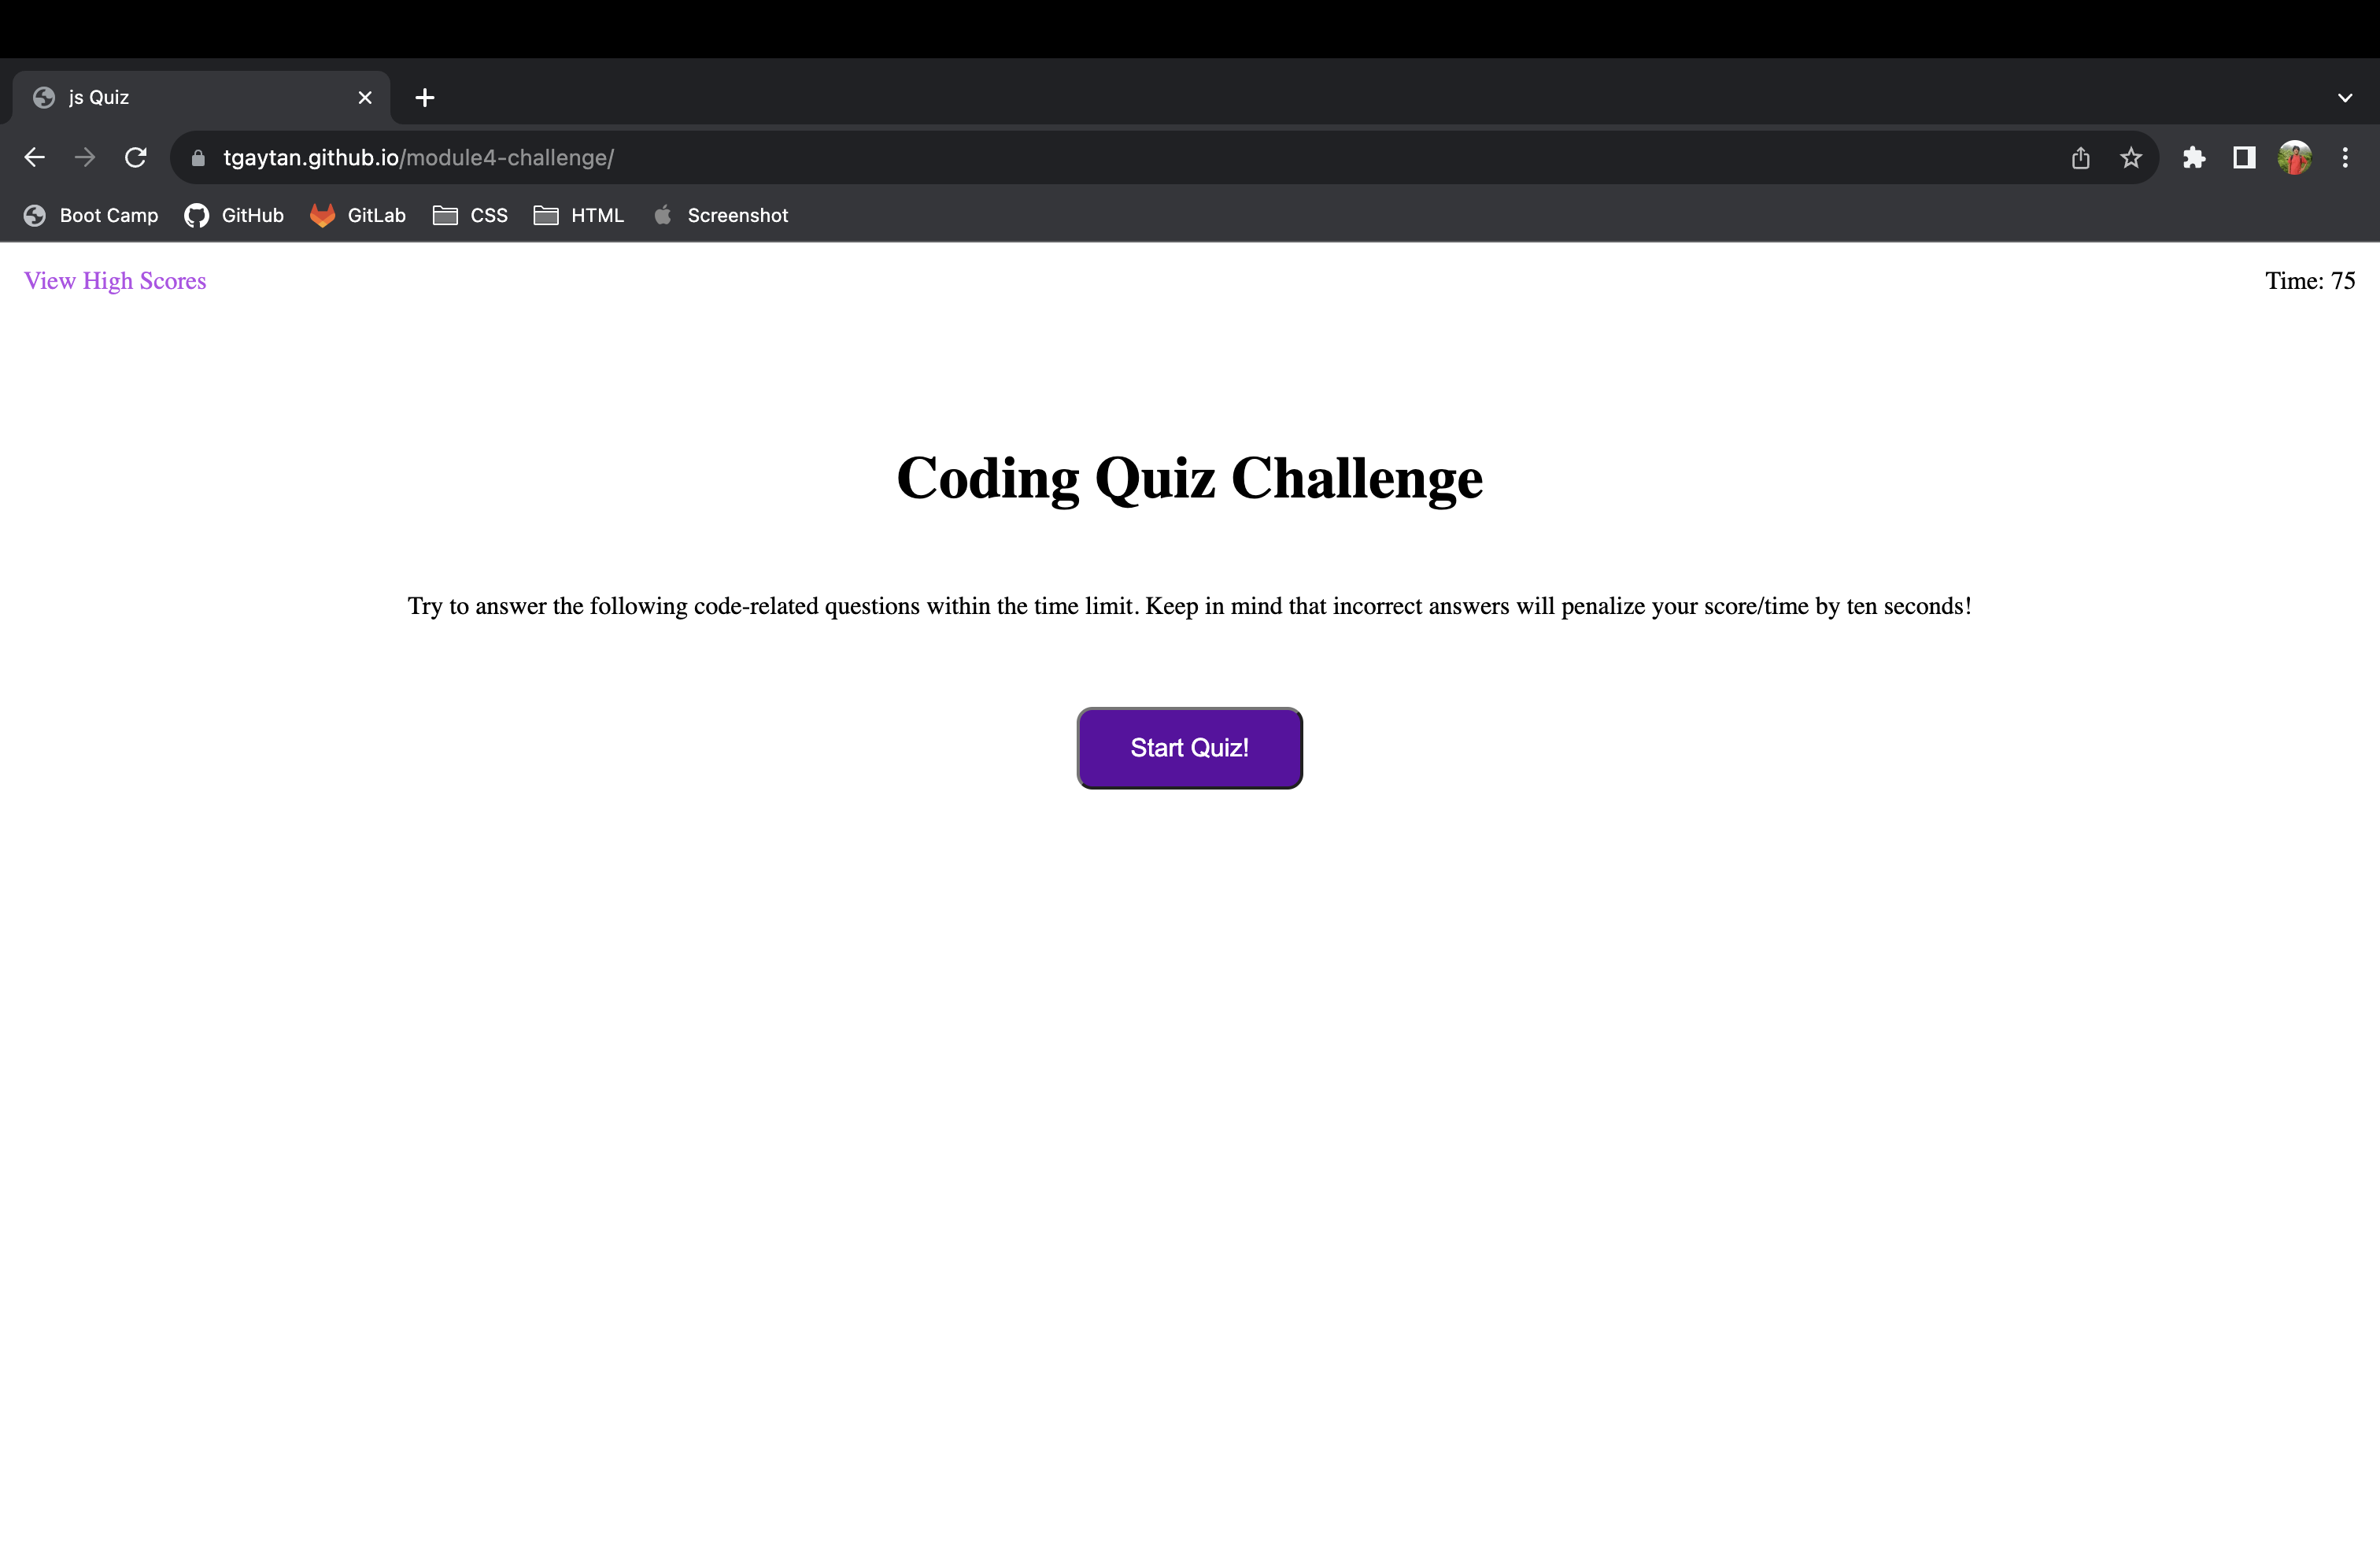 js Quiz
tgaytan.github.io/module4-challenge/
Boot Camp GitHub GitLab CSS HTML Screenshot
View High Scores Time: 75
Coding Quiz Challenge
Try to answer the following code-related questions within the time limit. Keep in mind that incorrect answers will penalize your score/time by ten seconds!
Start Quiz!